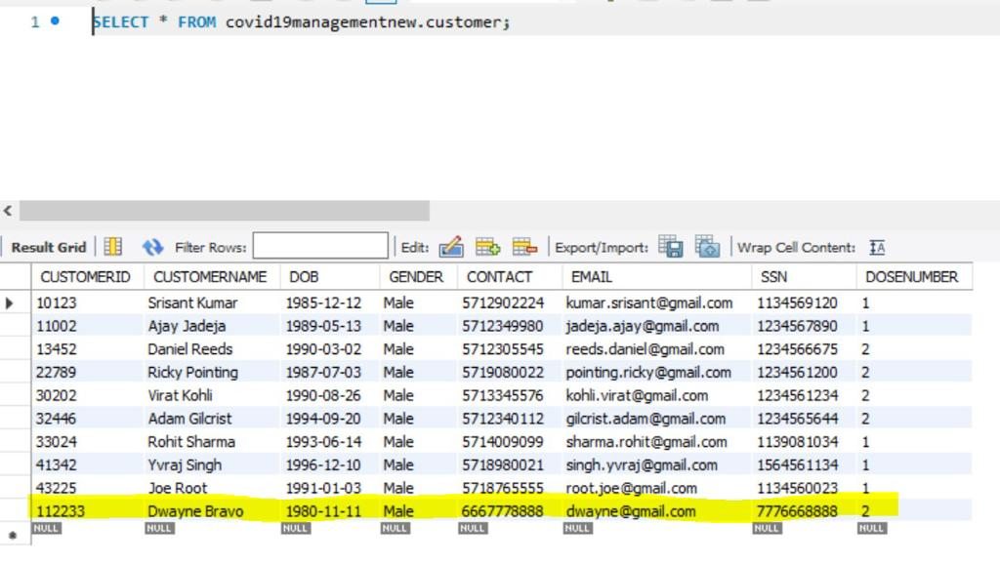 1 SELECT * FROM covid19managementnew.customer;
Result Grid Filter Rows: Edit: Export/Import: Wrap Cell Content: IA
CUSTOMERID CUSTOMERNAME DOB GENDER CONTACT EMAIL SSN DOSENUMBER
10123 Srisant Kumar 1985-12-12 Male 5712902224 kumar.srisant@gmail.com 1134569120 1
11002 Ajay Jadeja 1989-05-13 Male 5712349980 jadeja.ajay@gmail.com 1234567890 1
13452 Daniel Reeds 1990-03-02 Male 5712305545 reeds.daniel@gmail.com 1234566675 2
22789 Ricky Pointing 1987-07-03 Male 5719080022 pointing.ricky@gmail.com 1234561200 2
30202 Virat Kohli 1990-08-26 Male 5713345576 kohli.virat@gmail.com 1234561234 2
32446 Adam Gilcrist 1994-09-20 Male 5712340112 gilcrist.adam@gmail.com 1234565644 2
33024 Rohit Sharma 1993-06-14 Male 5714009099 sharma.rohit@gmail.com 1139081034 1
41342 Yvraj Singh 1996-12-10 Male 5718980021 singh.yvraj@gmail.com 1564561134 1
43225 Joe Root 1991-01-03 Male 5718765555 root.joe@gmail.com 1134560023 1
112233 Dwayne Bravo 1980-11-11 Male 6667778888 dwayne@gmail.com 7776668888 2
NULL NULL NULL NULL NULL NULL NULL NULL